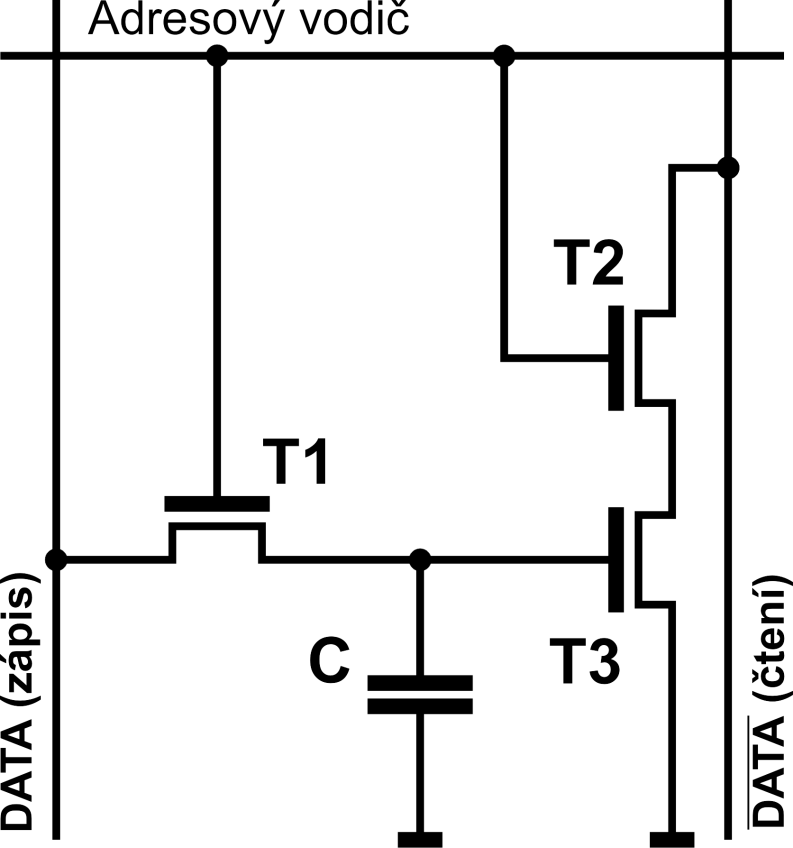 Adresový vodič
T2
T1
C
T3
DATA (zápis)
DATA (čtení)